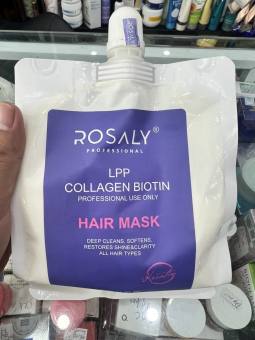 ROSALY®
PROFESSIONAL
LPP
COLLAGEN BIOTIN
PROFESSIONAL USE ONLY
HAIR MASK
DEEP CLEANS, SOFTENS,
RESTORES SHINE&CLARITY
ALL HAIR TYPES
Rosaly